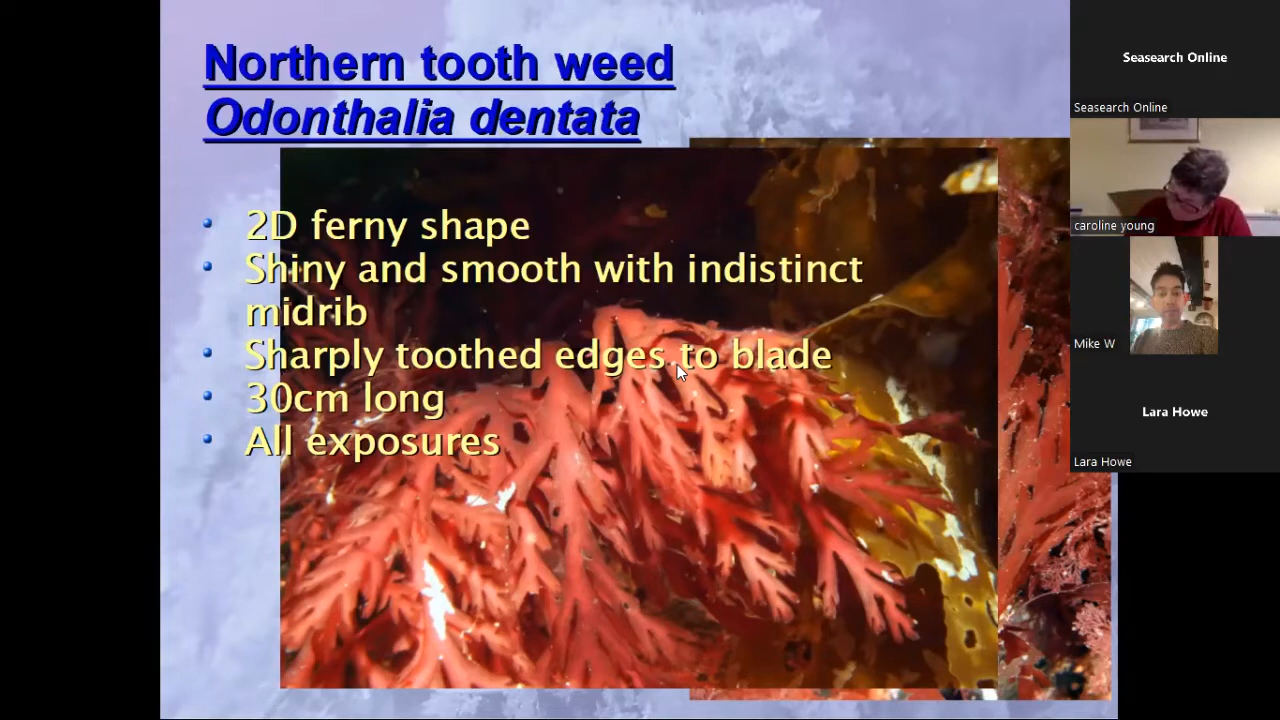 Northern tooth weed
Odonthalia dentata
2D ferny shape
Shiny and smooth with indistinct
midrib
Sharply toothed edges to blade
30cm long
All exposures
Seasearch Online
Seasearch Online
caroline young
Mike W
Lara Howe
Lara Howe